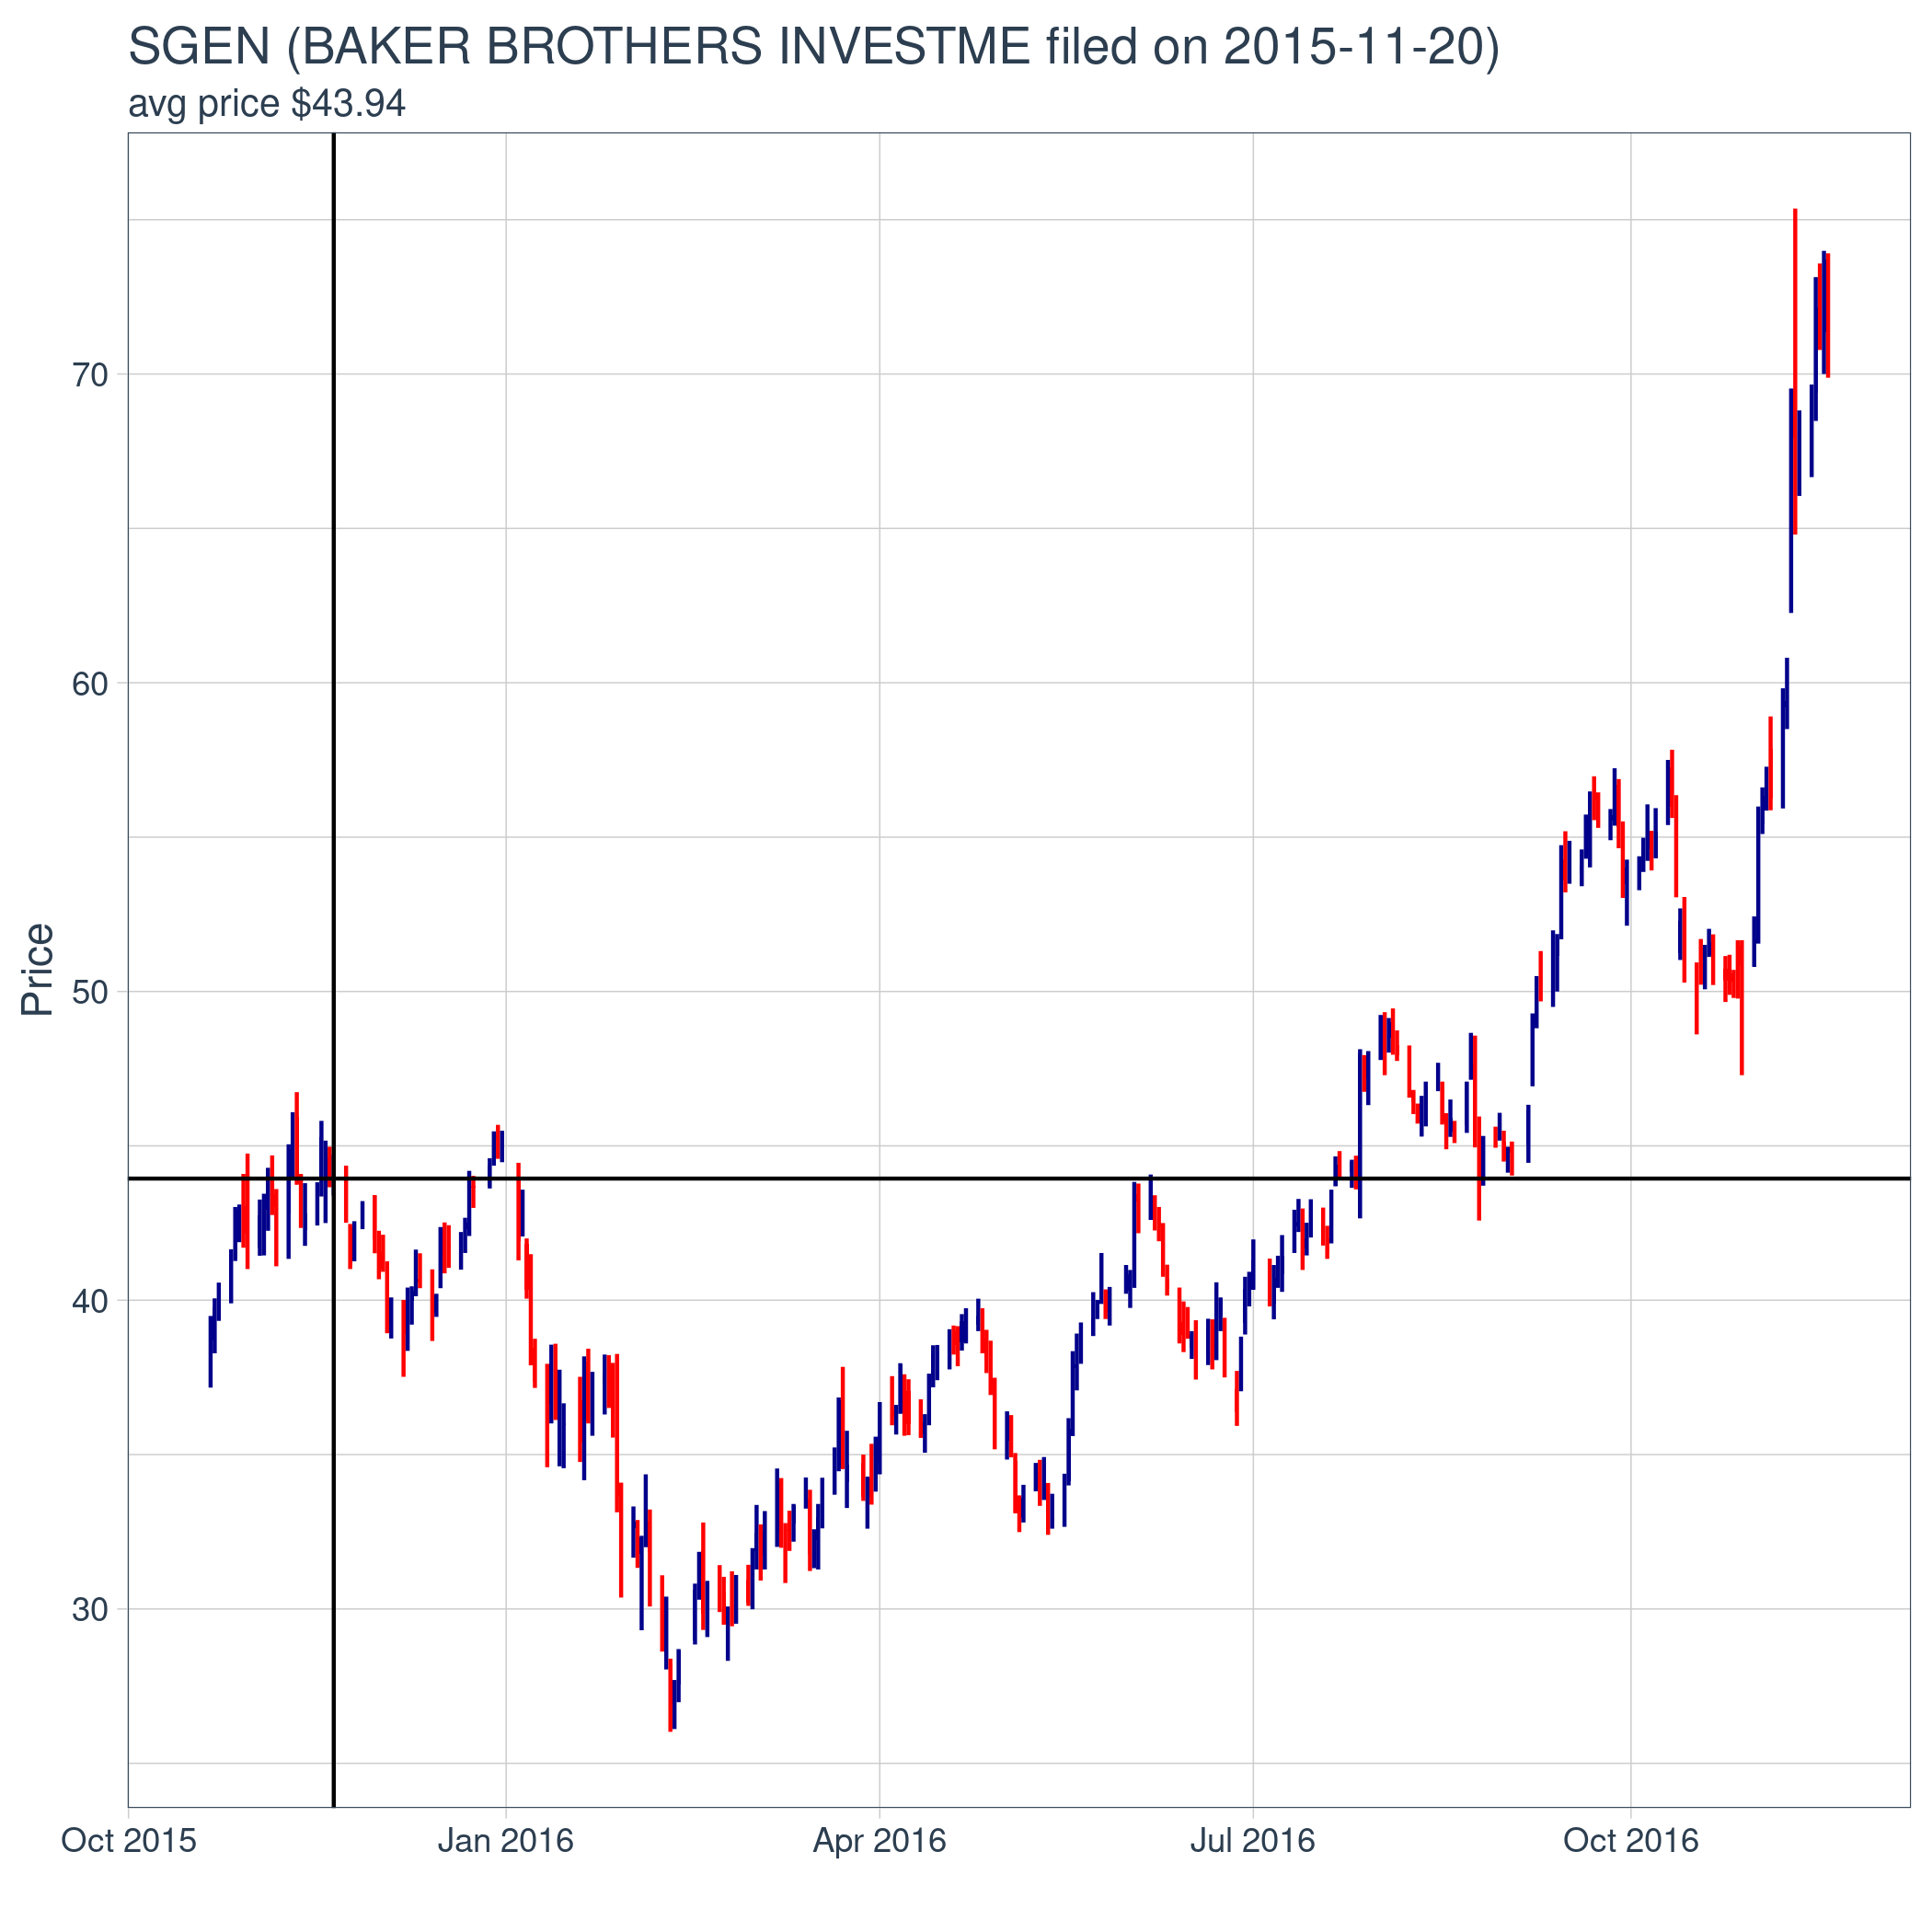 SGEN (BAKER BROTHERS INVESTME filed on 2015-11-20)
avg price $43.94
Price
70
60
50
40
30
Oct 2015
Jan 2016
Apr 2016
Jul 2016
Oct 2016